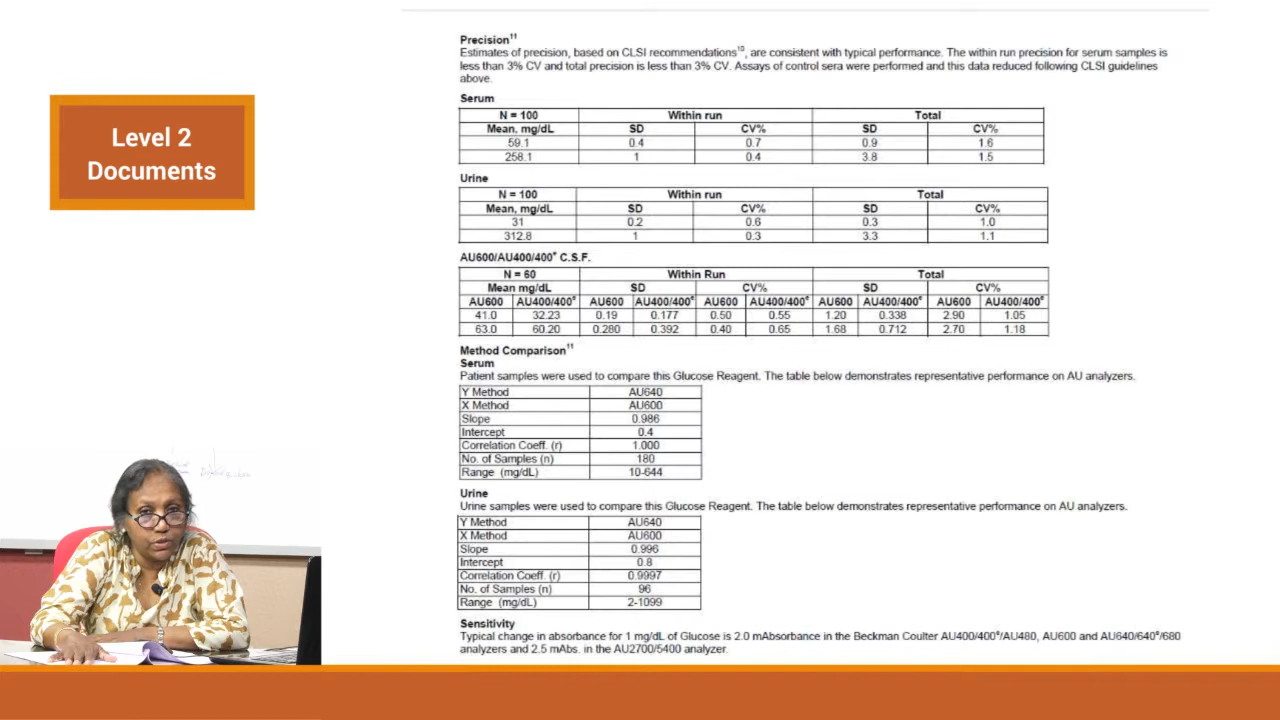 Level 2
Documents
Precision11
Estimates of precision, based on CLSI recommendations10, are consistent with typical performance. The within run precision for serum samples is
less than 3% CV and total precision is less than 3% CV. Assays of control sera were performed and this data reduced following CLSI guidelines
above.
Serum
N = 100 Within run Total
Mean, mg/dL SD CV% SD CV%
59.1 0.4 0.7 0.9 1.6
258.1 1 0.4 3.8 1.5
Urine
N = 100 Within run Total
Mean, mg/dL SD CV% SD CV%
31 0.2 0.6 0.3 1.0
312.8 1 0.3 3.3 1.1
AU600/AU400/400e C.S.F.
N = 60 Within Run Total
Mean mg/dL SD CV% SD CV%
AU600 AU400/400e AU600 AU400/400e AU600 AU400/400e AU600 AU400/400e AU600 AU400/400e
41.0 32.23 0.19 0.177 0.50 0.55 1.20 0.338 2.90 1.05
63.0 60.20 0.280 0.392 0.40 0.65 1.68 0.712 2.70 1.18
Method Comparison11
Serum
Patient samples were used to compare this Glucose Reagent. The table below demonstrates representative performance on AU analyzers.
Y Method AU640
X Method AU600
Slope 0.986
Intercept 0.4
Correlation Coeff. (r) 1.000
No. of Samples (n) 180
Range (mg/dL) 10-644
Urine
Urine samples were used to compare this Glucose Reagent. The table below demonstrates representative performance on AU analyzers.
Y Method AU640
X Method AU600
Slope 0.996
Intercept 0.8
Correlation Coeff. (r) 0.9997
No. of Samples (n) 96
Range (mg/dL) 2-1099
Sensitivity
Typical change in absorbance for 1 mg/dL of Glucose is 2.0 mAbsorbance in the Beckman Coulter AU400/400e/AU480, AU600 and AU640/640e/680
analyzers and 2.5 mAbs. in the AU2700/5400 analyzer.